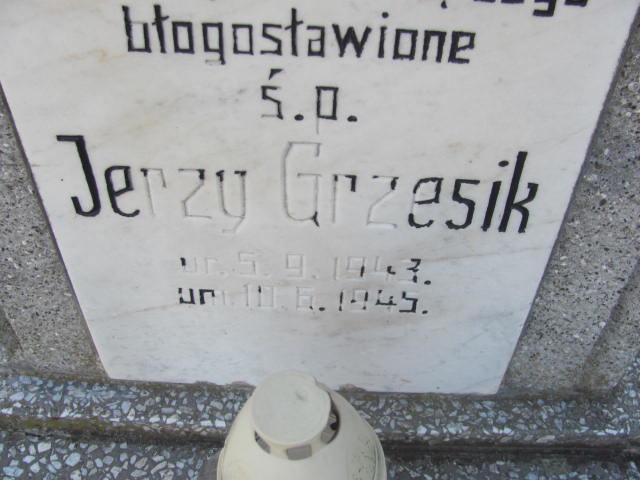 błogosławione
ś.p.
Jerzy Grzesik
ur. 5. 9. 1943.
um. 10. 6. 1945.